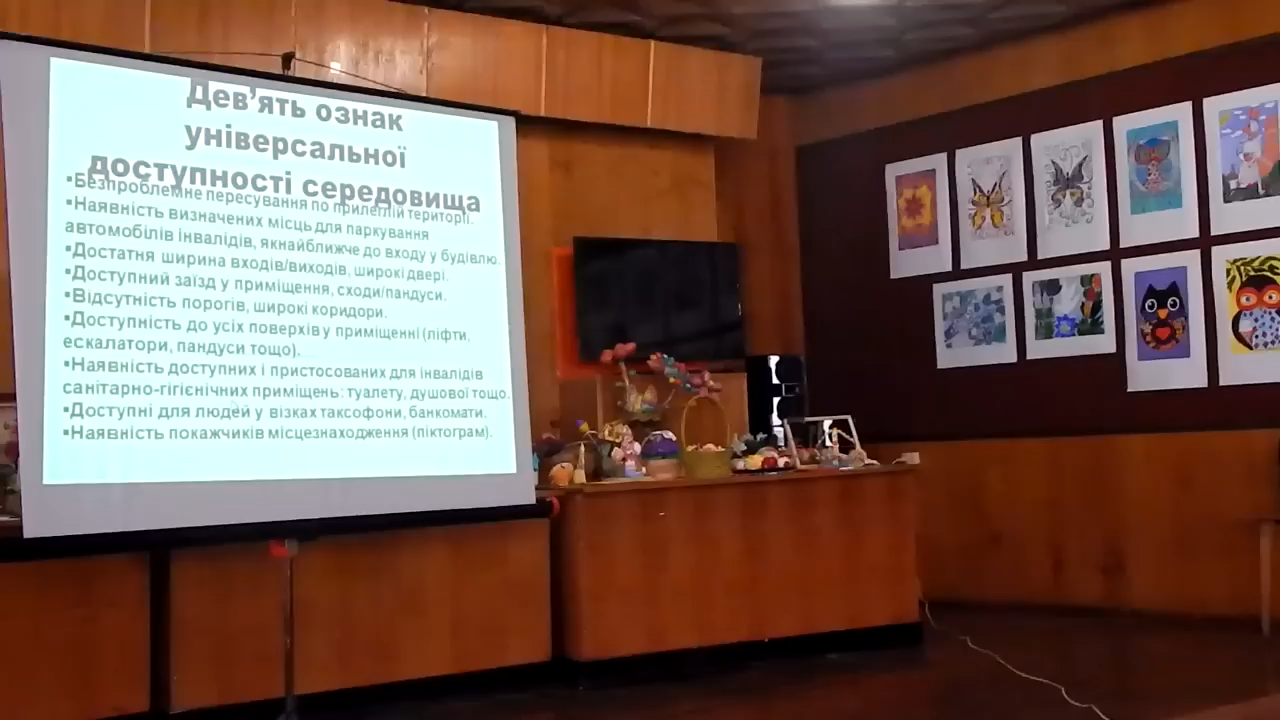 Дев’ять ознак
універсальної
доступності середовища
▪Безпроблемне пересування по прилеглій території.
▪Наявність визначених місць для паркування
автомобілів інвалідів, якнайближче до входу у будівлю.
▪Достатня ширина входів/виходів, широкі двері.
▪Доступний заїзд у приміщення, сходи/пандуси.
▪Відсутність порогів, широкі коридори.
▪Доступність до усіх поверхів у приміщенні (ліфти,
ескалатори, пандуси тощо),...
▪Наявність доступних і пристосованих для інвалідів
санітарно-гігієнічних приміщень: туалету, душової тощо.
▪Доступні для людей у візках таксофони, банкомати.
▪Наявність покажчиків місцезнаходження (піктограм).